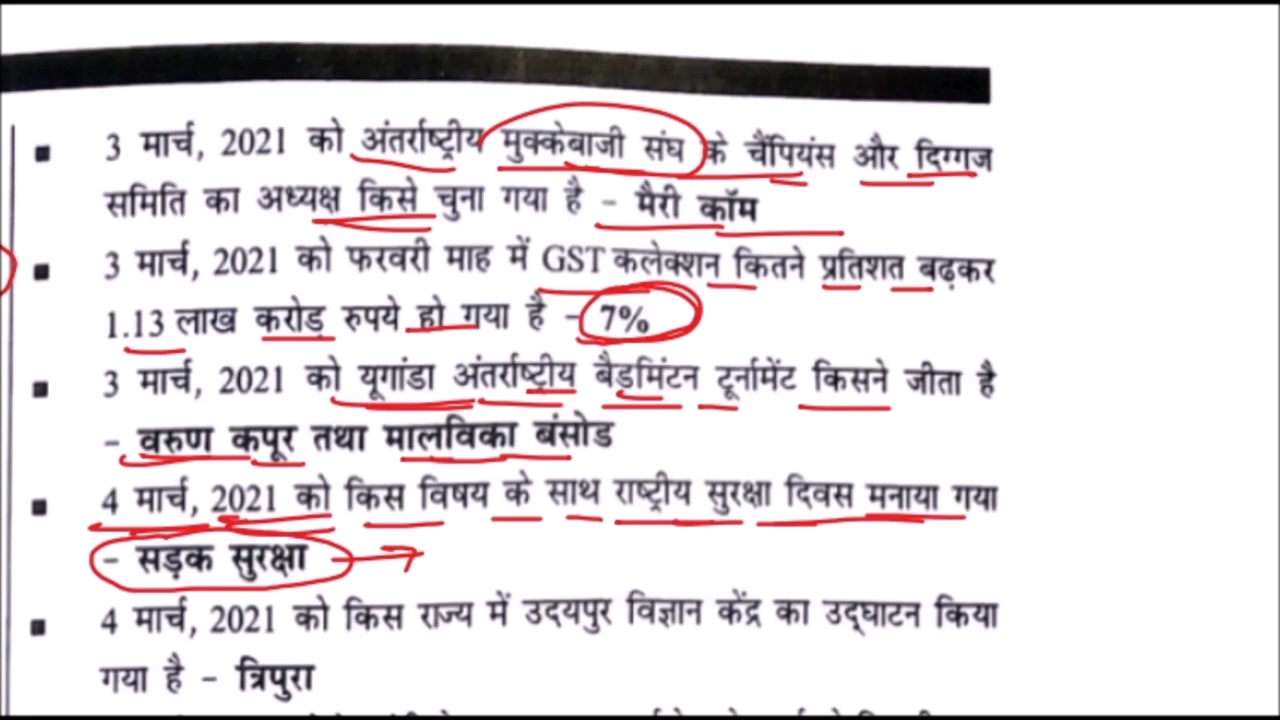 ▪ 3 मार्च, 2021 को अंतर्राष्ट्रीय मुक्केबाजी संघ के चैंपियंस और दिग्गज
समिति का अध्यक्ष किसे चुना गया है - मैरी कॉम
▪ 3 मार्च, 2021 को फरवरी माह में GST कलेक्शन कितने प्रतिशत बढ़कर
1.13 लाख करोड़ रुपये हो गया है - 7%
▪ 3 मार्च, 2021 को यूगांडा अंतर्राष्ट्रीय बैडमिंटन टूर्नामेंट किसने जीता है
- वरुण कपूर तथा मालविका बंसोड
▪ 4 मार्च, 2021 को किस विषय के साथ राष्ट्रीय सुरक्षा दिवस मनाया गया
- सड़क सुरक्षा
▪ 4 मार्च, 2021 को किस राज्य में उदयपुर विज्ञान केंद्र का उद्घाटन किया
गया है - त्रिपुरा